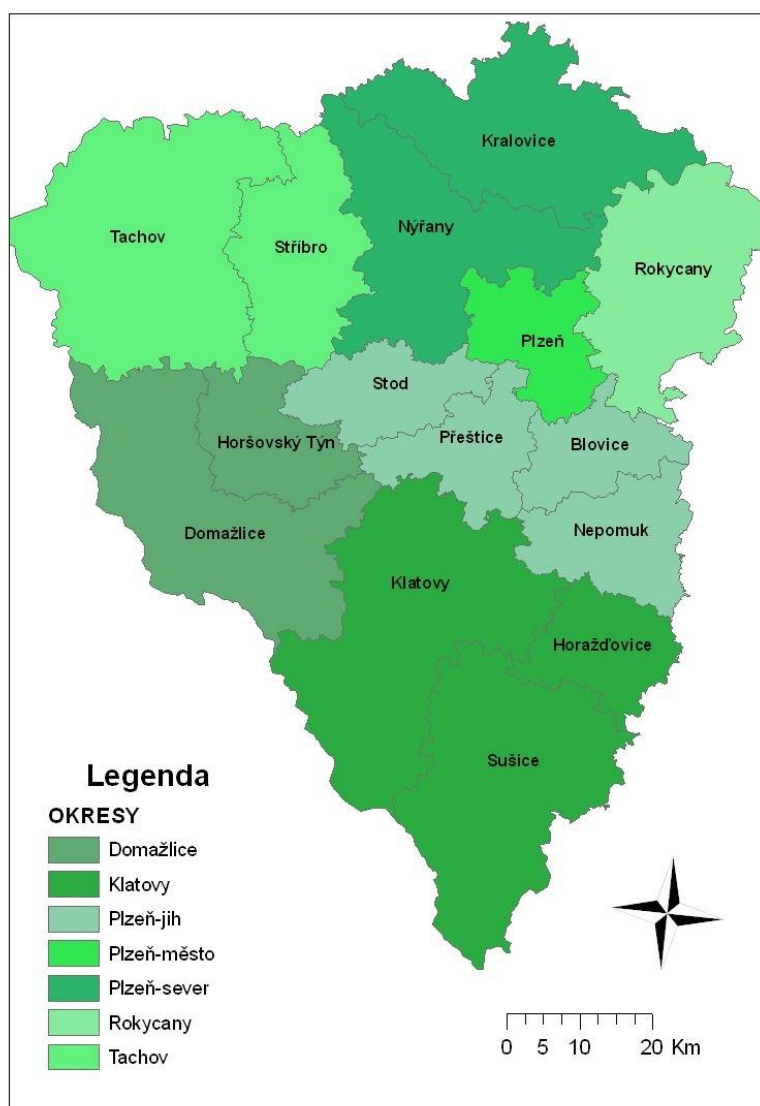 Kralovice
Nýřany
Tachov
Stříbro
Rokycany
Plzeň
Stod
Přeštice
Horšovský Týn
Blovice
Domažlice
Nepomuk
Klatovy
Horažďovice
Sušice
Legenda
OKRESY
Domažlice
Klatovy
Plzeň-jih
Plzeň-město
Plzeň-sever
Rokycany
Tachov
0 5 10 20 Km